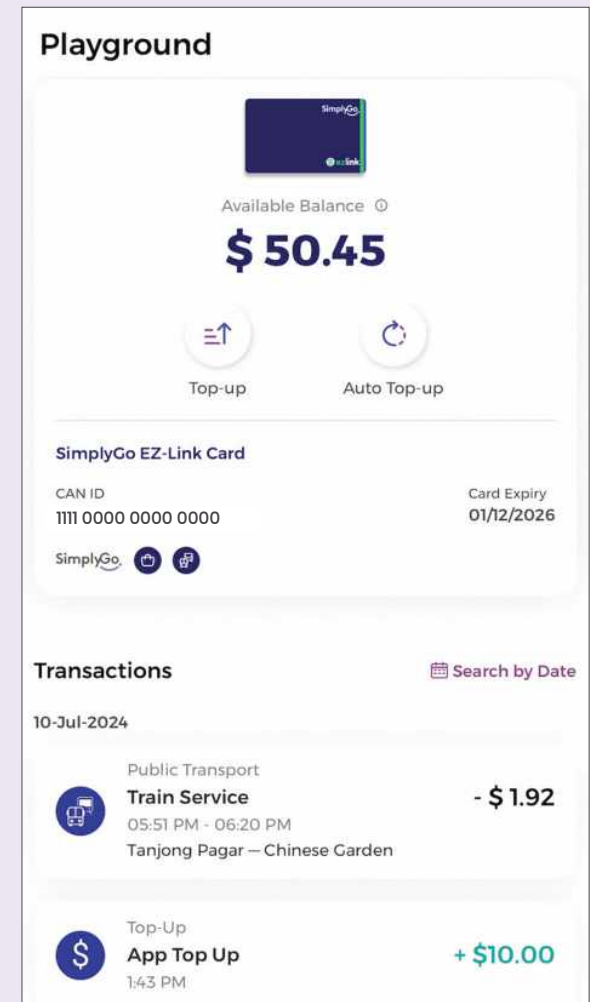 Playground
SimplyGo
ezlink
Available Balance
$ 50.45
Top-up Auto Top-up
SimplyGo EZ-Link Card
CAN ID Card Expiry
1111 0000 0000 0000 01/12/2026
SimplyGo
Transactions Search by Date
10-Jul-2024
Public Transport
Train Service - $ 1.92
05:51 PM - 06:20 PM
Tanjong Pagar — Chinese Garden
Top-Up
$ App Top Up + $10.00
1:43 PM